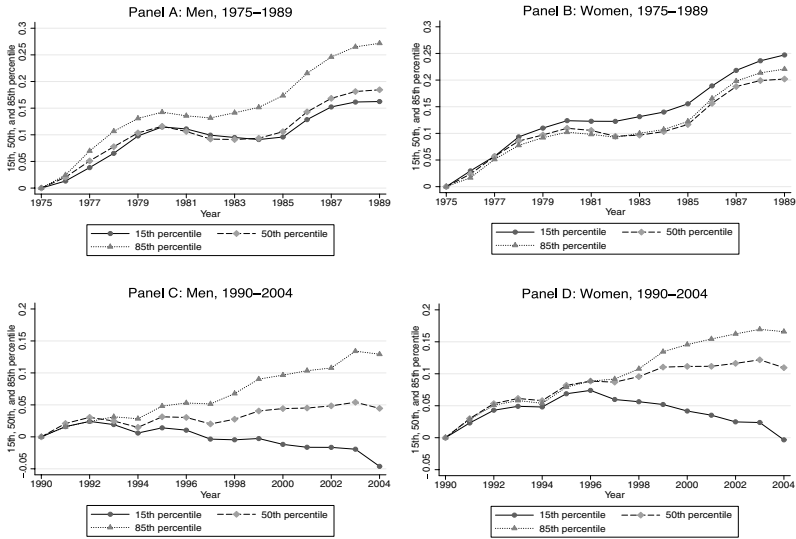 Panel A: Men, 1975–1989
15th, 50th, and 85th percentile
0.25
0.2
0.15
0.1
0.05
0
1975 1977 1979 1981 1983 1985 1987 1989
Year
15th percentile 50th percentile
85th percentile
Panel B: Women, 1975–1989
15th, 50th, and 85th percentile
0.3
0.25
0.2
0.15
0.1
0.05
0
1975 1977 1979 1981 1983 1985 1987 1989
Year
15th percentile 50th percentile
85th percentile
Panel C: Men, 1990–2004
15th, 50th, and 85th percentile
0.2
0.15
0.1
0.05
0
−0.05
1990 1992 1994 1996 1998 2000 2002 2004
Year
15th percentile 50th percentile
85th percentile
Panel D: Women, 1990–2004
15th, 50th, and 85th percentile
0.2
0.15
0.1
0.05
0
−0.05
1990 1992 1994 1996 1998 2000 2002 2004
Year
15th percentile 50th percentile
85th percentile